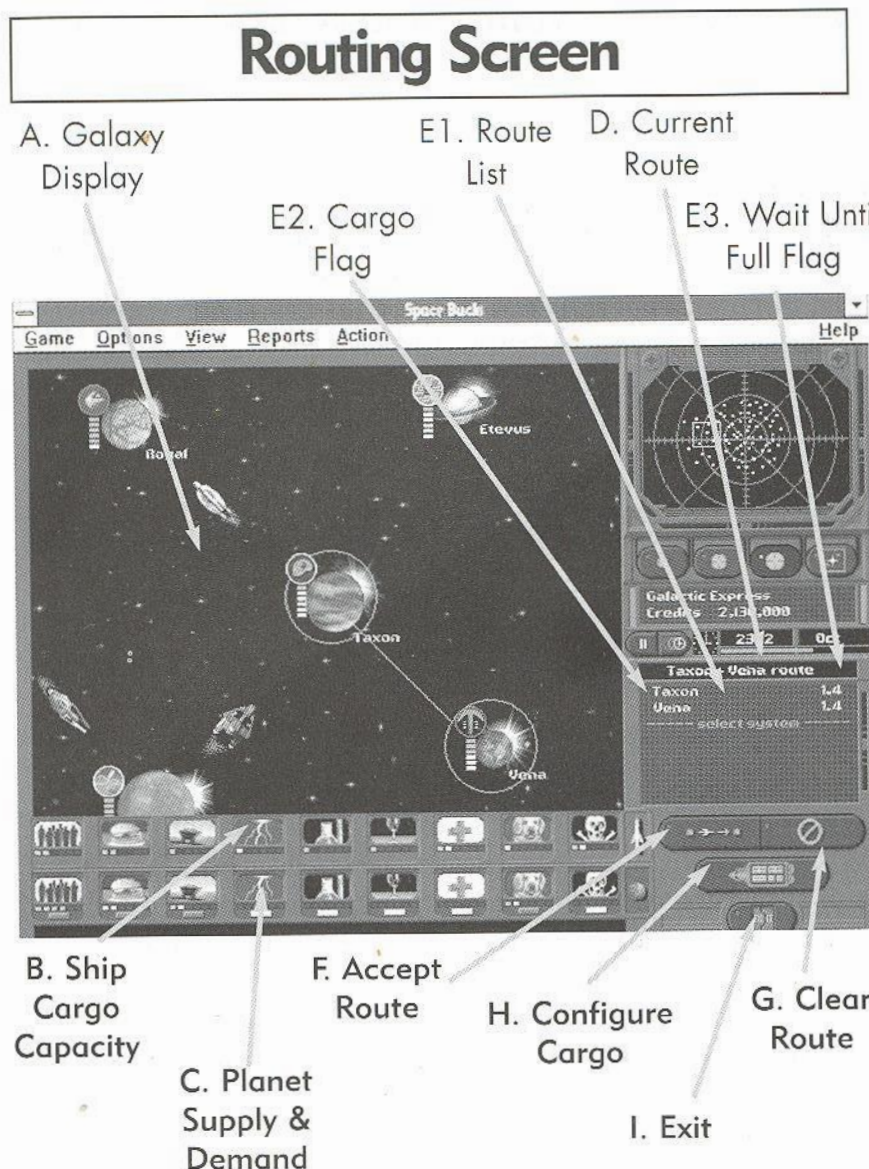 Routing Screen
A. Galaxy
Display
E1. Route
List
D. Current
Route
E2. Cargo
Flag
E3. Wait Unti
Full Flag
Space Bucks
Game Options View Reports Action Help
Etevus
Taxon
Vena
Galactic Express
Credits 2,130,000
Oct
Taxon - Vena route
Taxon 1.4
Vena 1.4
select system
B. Ship
Cargo
Capacity
F. Accept
Route
H. Configure
Cargo
G. Clear
Route
C. Planet
Supply &
Demand
I. Exit